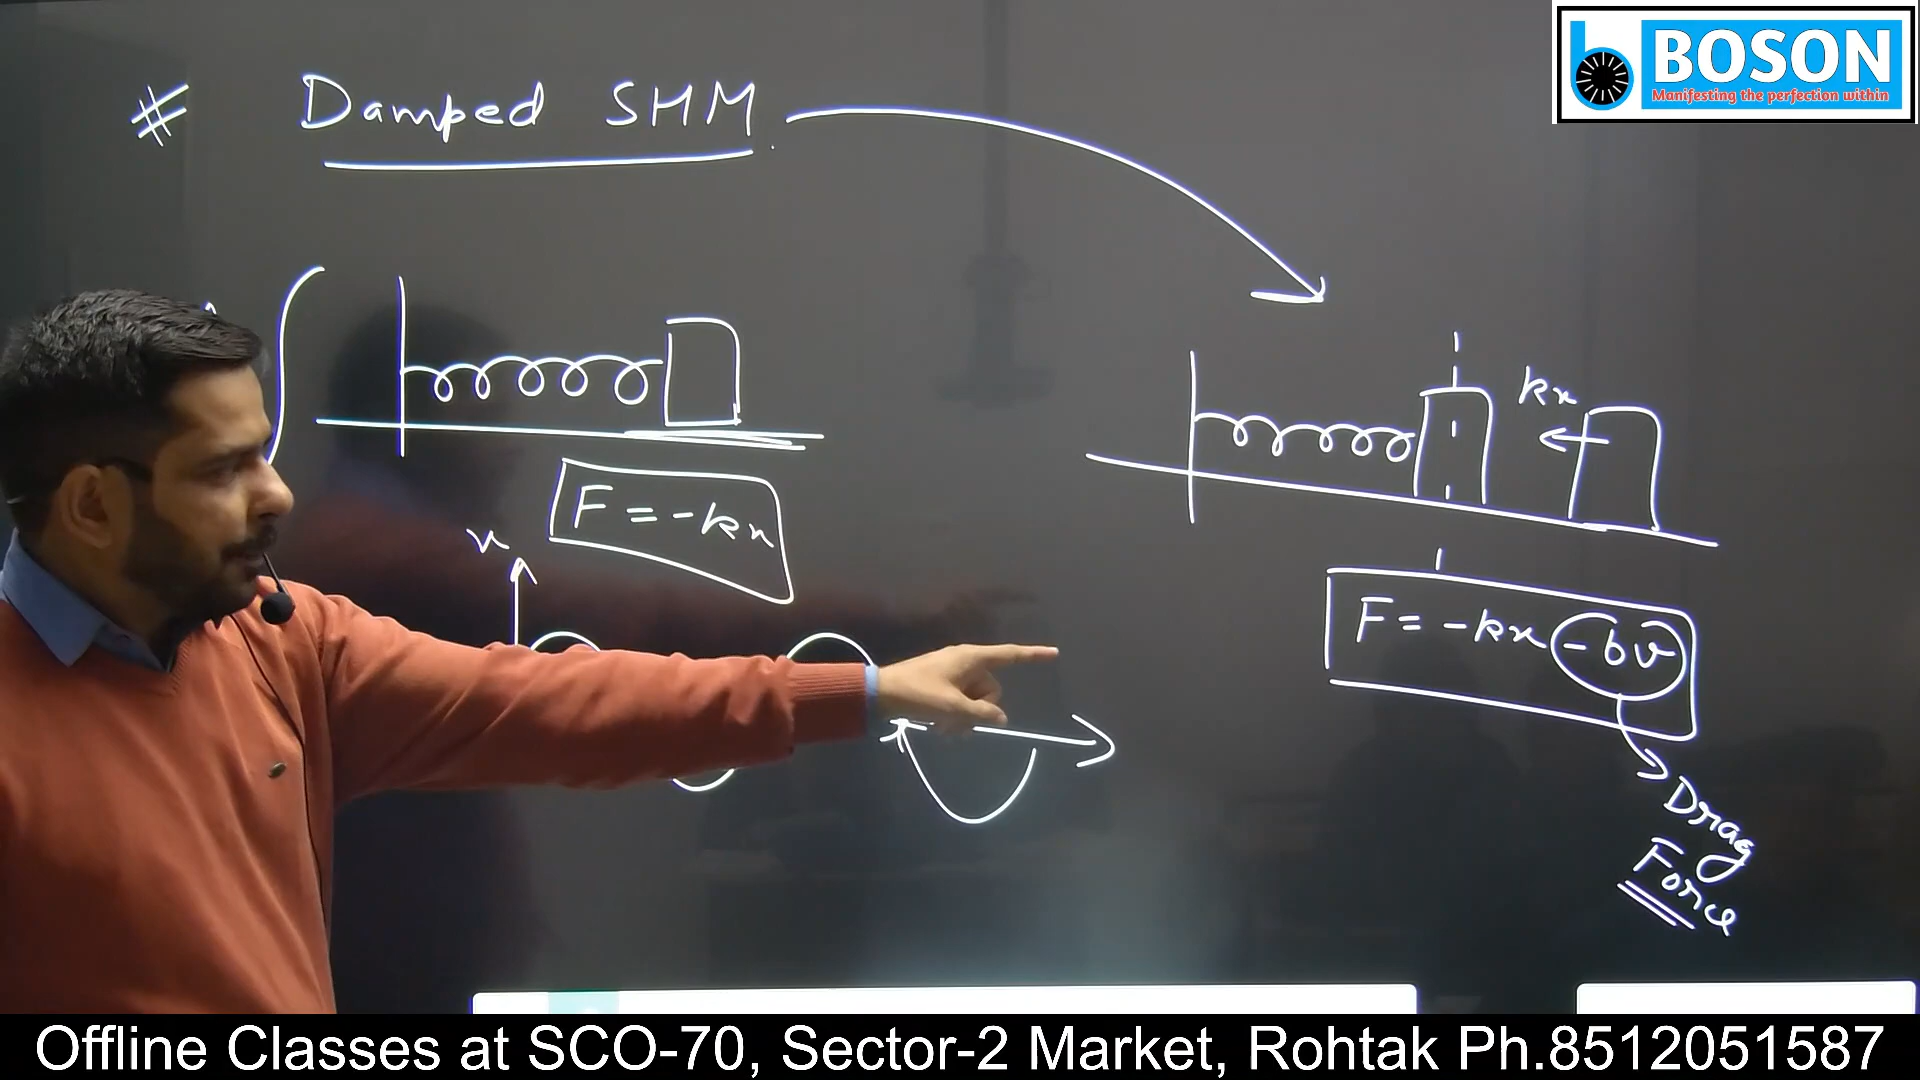 BOSON
Manifesting the perfection within
# Damped SHM
kx
F = -kx
x
F = -kx - bv
Drag
Force
Offline Classes at SCO-70, Sector-2 Market, Rohtak Ph.8512051587